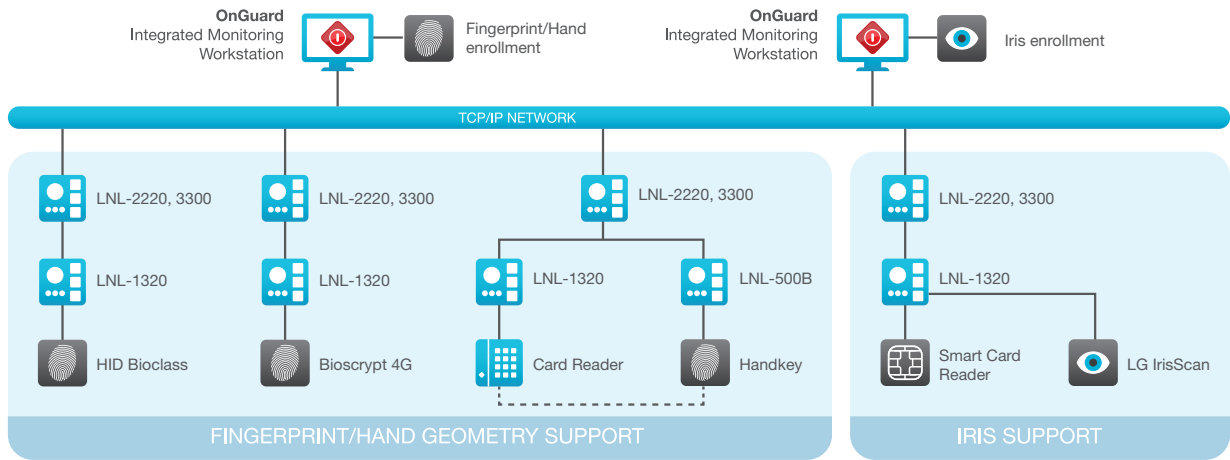 OnGuard
Integrated Monitoring
Workstation
Fingerprint/Hand
enrollment
OnGuard
Integrated Monitoring
Workstation
Iris enrollment
TCP/IP NETWORK
LNL-2220, 3300
LNL-2220, 3300
LNL-2220, 3300
LNL-2220, 3300
LNL-1320
LNL-1320
LNL-1320
LNL-500B
LNL-1320
HID Bioclass
Bioscrypt 4G
Card Reader
Handkey
Smart Card
Reader
LG IrisScan
FINGERPRINT/HAND GEOMETRY SUPPORT
IRIS SUPPORT